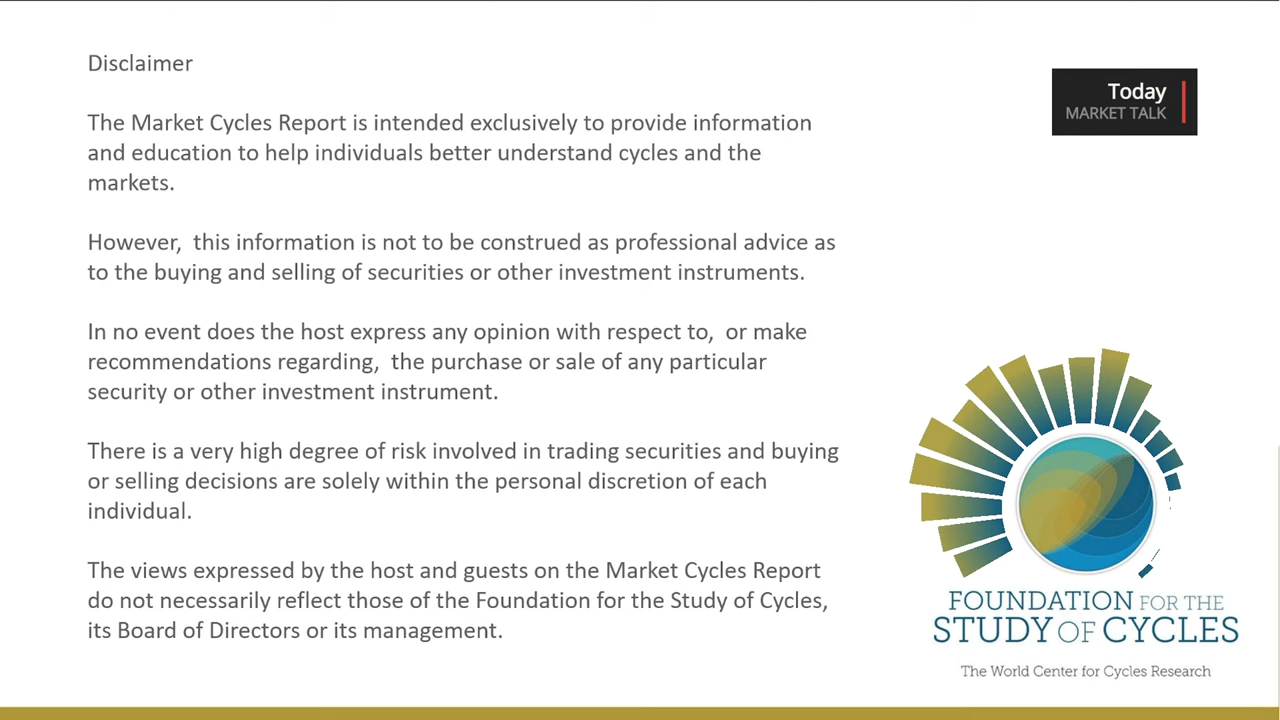 Disclaimer
The Market Cycles Report is intended exclusively to provide information
and education to help individuals better understand cycles and the
markets.
However,  this information is not to be construed as professional advice as
to the buying and selling of securities or other investment instruments.
In no event does the host express any opinion with respect to,  or make
recommendations regarding,  the purchase or sale of any particular
security or other investment instrument.
There is a very high degree of risk involved in trading securities and buying
or selling decisions are solely within the personal discretion of each
individual.
The views expressed by the host and guests on the Market Cycles Report
do not necessarily reflect those of the Foundation for the Study of Cycles,
its Board of Directors or its management.
Today
MARKET TALK
FOUNDATION FOR THE
STUDY OF CYCLES
The World Center for Cycles Research